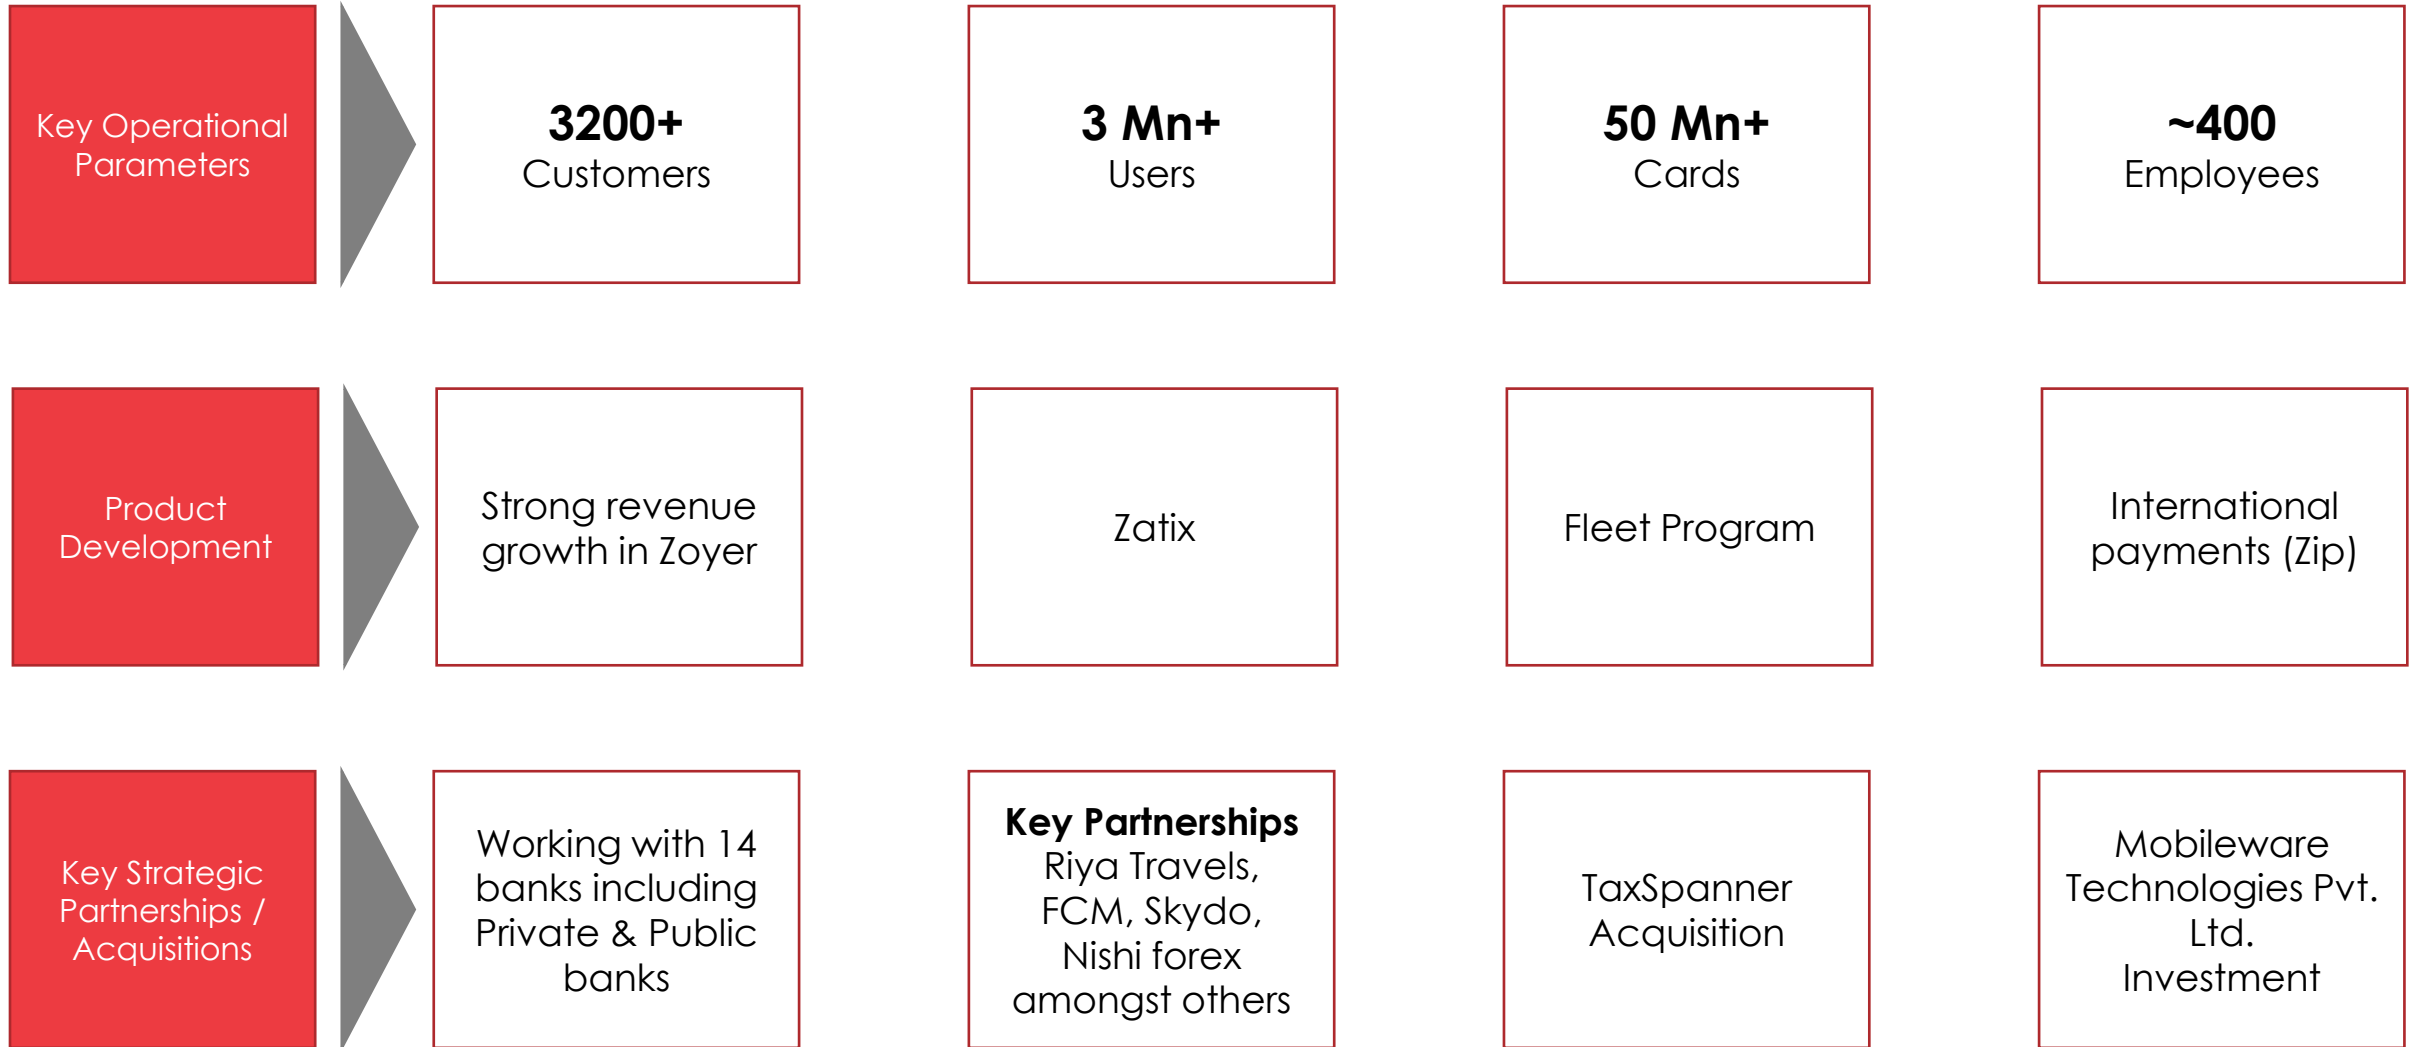 Key Operational
Parameters
3200+
Customers
3 Mn+
Users
50 Mn+
Cards
~400
Employees
Product
Development
Strong revenue
growth in Zoyer
Zatix
Fleet Program
International
payments (Zip)
Key Strategic
Partnerships /
Acquisitions
Working with 14
banks including
Private & Public
banks
Key Partnerships
Riya Travels,
FCM, Skydo,
Nishi forex
amongst others
TaxSpanner
Acquisition
Mobileware
Technologies Pvt.
Ltd.
Investment